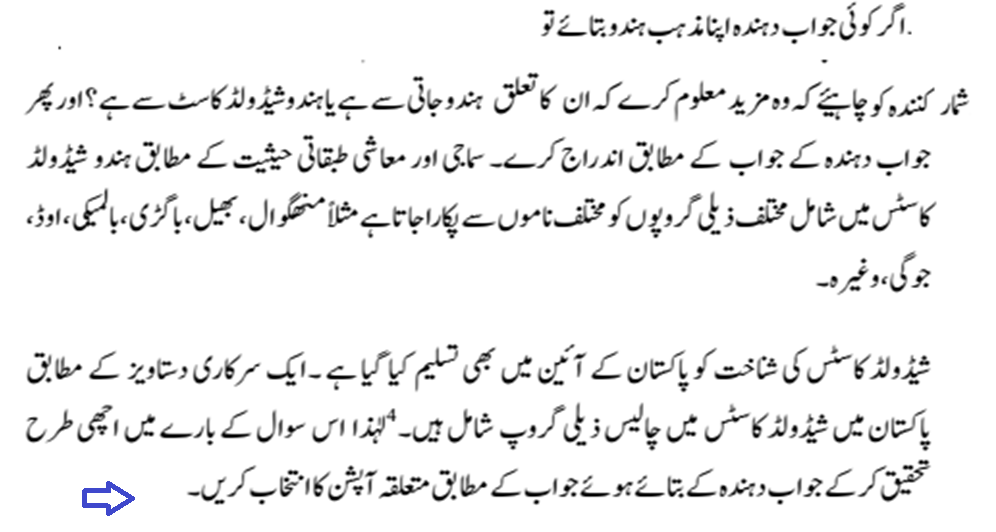 .اگر کوئی جواب دہندہ اپنا مذہب ہندو بتائے تو
شمار کنندہ کو چاہیئے کہ وہ مزید معلوم کرے کہ ان کا تعلق ہندو جاتی سے ہے یا ہندو شیڈولڈ کاسٹ سے ہے؟ اور پھر
جواب دہندہ کے جواب کے مطابق اندراج کرے۔ سماجی اور معاشی طبقاتی حیثیت کے مطابق ہندو شیڈولڈ
کاسٹس میں شامل مختلف ذیلی گروپوں کو مختلف ناموں سے پکارا جاتا ہے مثلاً منھگوال، بھیل، باگڑی، بالمیکی، اوڈ،
جوگی، وغیرہ۔
شیڈولڈ کاسٹس کی شناخت کو پاکستان کے آئین میں بھی تسلیم کیا گیا ہے۔ ایک سرکاری دستاویز کے مطابق
پاکستان میں شیڈولڈ کاسٹس میں چالیس ذیلی گروپ شامل ہیں۔4 لہٰذا اس سوال کے بارے میں اچھی طرح
تحقیق کر کے جواب دہندہ کے بتائے ہوئے جواب کے مطابق متعلقہ آپشن کا انتخاب کریں۔